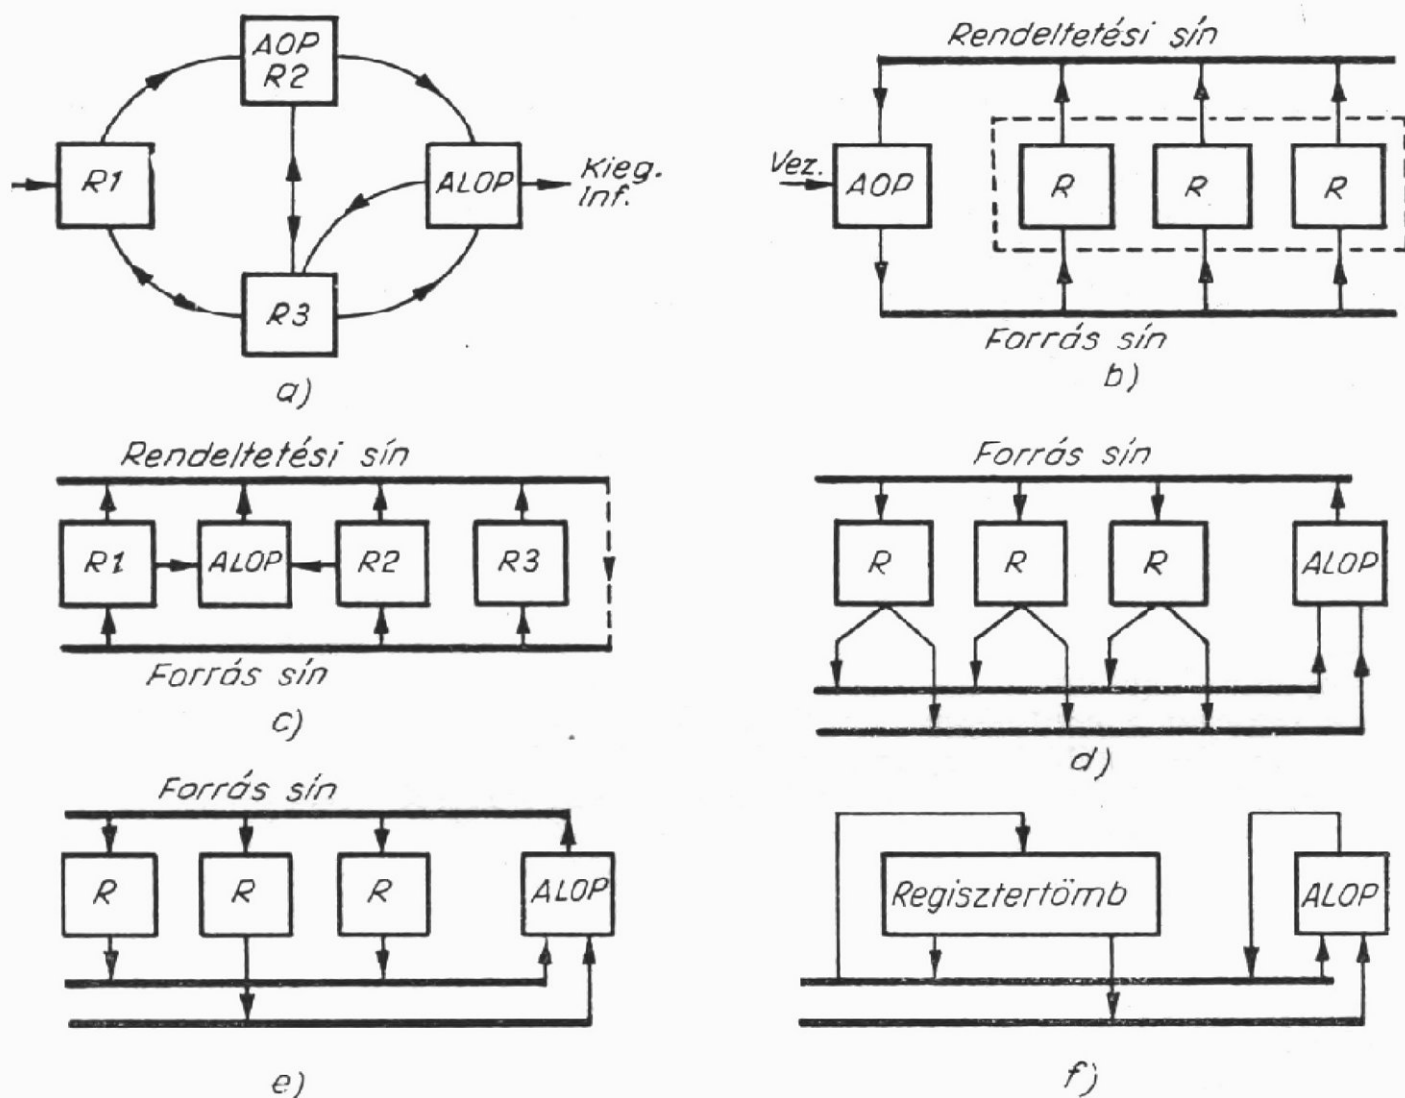 AOP
R2
R1
ALOP
Kieg.
Inf.
R3
a)
Rendeltetési sín
Vez.
AOP
R
R
R
Forrás sín
b)
Rendeltetési sín
R1
ALOP
R2
R3
Forrás sín
c)
Forrás sín
R
R
R
ALOP
d)
Forrás sín
R
R
R
ALOP
e)
Regisztertömb
ALOP
f)